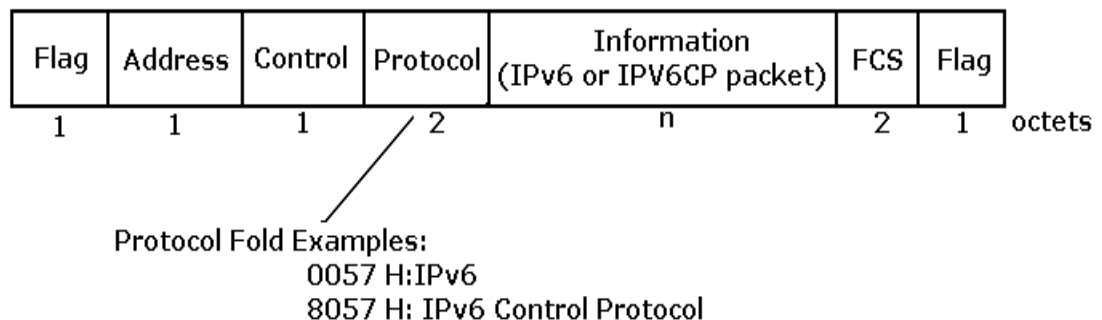 Flag Address Control Protocol Information (IPv6 or IPV6CP packet) FCS Flag
1 1 1 2 n 2 1 octets
Protocol Fold Examples:
0057 H:IPv6
8057 H: IPv6 Control Protocol